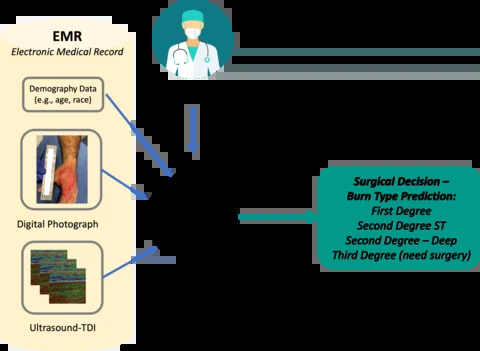 EMR
Electronic Medical Record
Demography Data
(e.g., age, race)
Digital Photograph
Ultrasound-TDI
Surgical Decision –
Burn Type Prediction:
First Degree
Second Degree ST
Second Degree – Deep
Third Degree (need surgery)